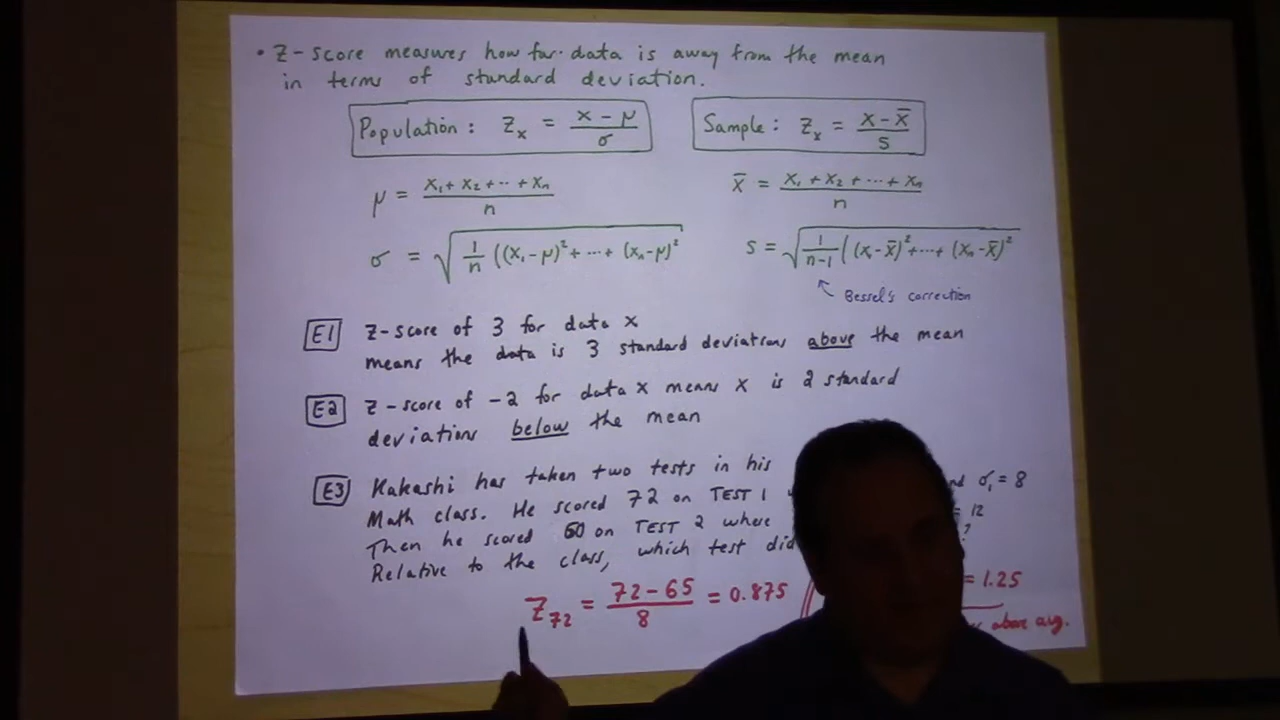 • Z-score measures how far data is away from the mean
in terms of standard deviation.
Population: Z_x = (x - μ)/σ
Sample: Z_x = (x - x̄)/s
μ = (x₁ + x₂ + ·· + xₙ)/n
x̄ = (x₁ + x₂ + ··· + xₙ)/n
σ = √(1/n ((x₁-μ)² + ··· + (xₙ-μ)²
s = √(1/(n-1) ((x₁-x̄)² + ··· + (xₙ-x̄)²
Bessel's correction
E1 Z-score of 3 for data x
means the data is 3 standard deviations above the mean
E2 Z-score of -2 for data x means x is 2 standard
deviations below the mean
E3 Kakashi has taken two tests in his
Math class. He scored 72 on TEST 1 σ₁ = 8
Then he scored 60 on TEST 2 where = 12
Relative to the class, which test did ?
Z₇₂ = (72-65)/8 = 0.875 = 1.25
above avg.